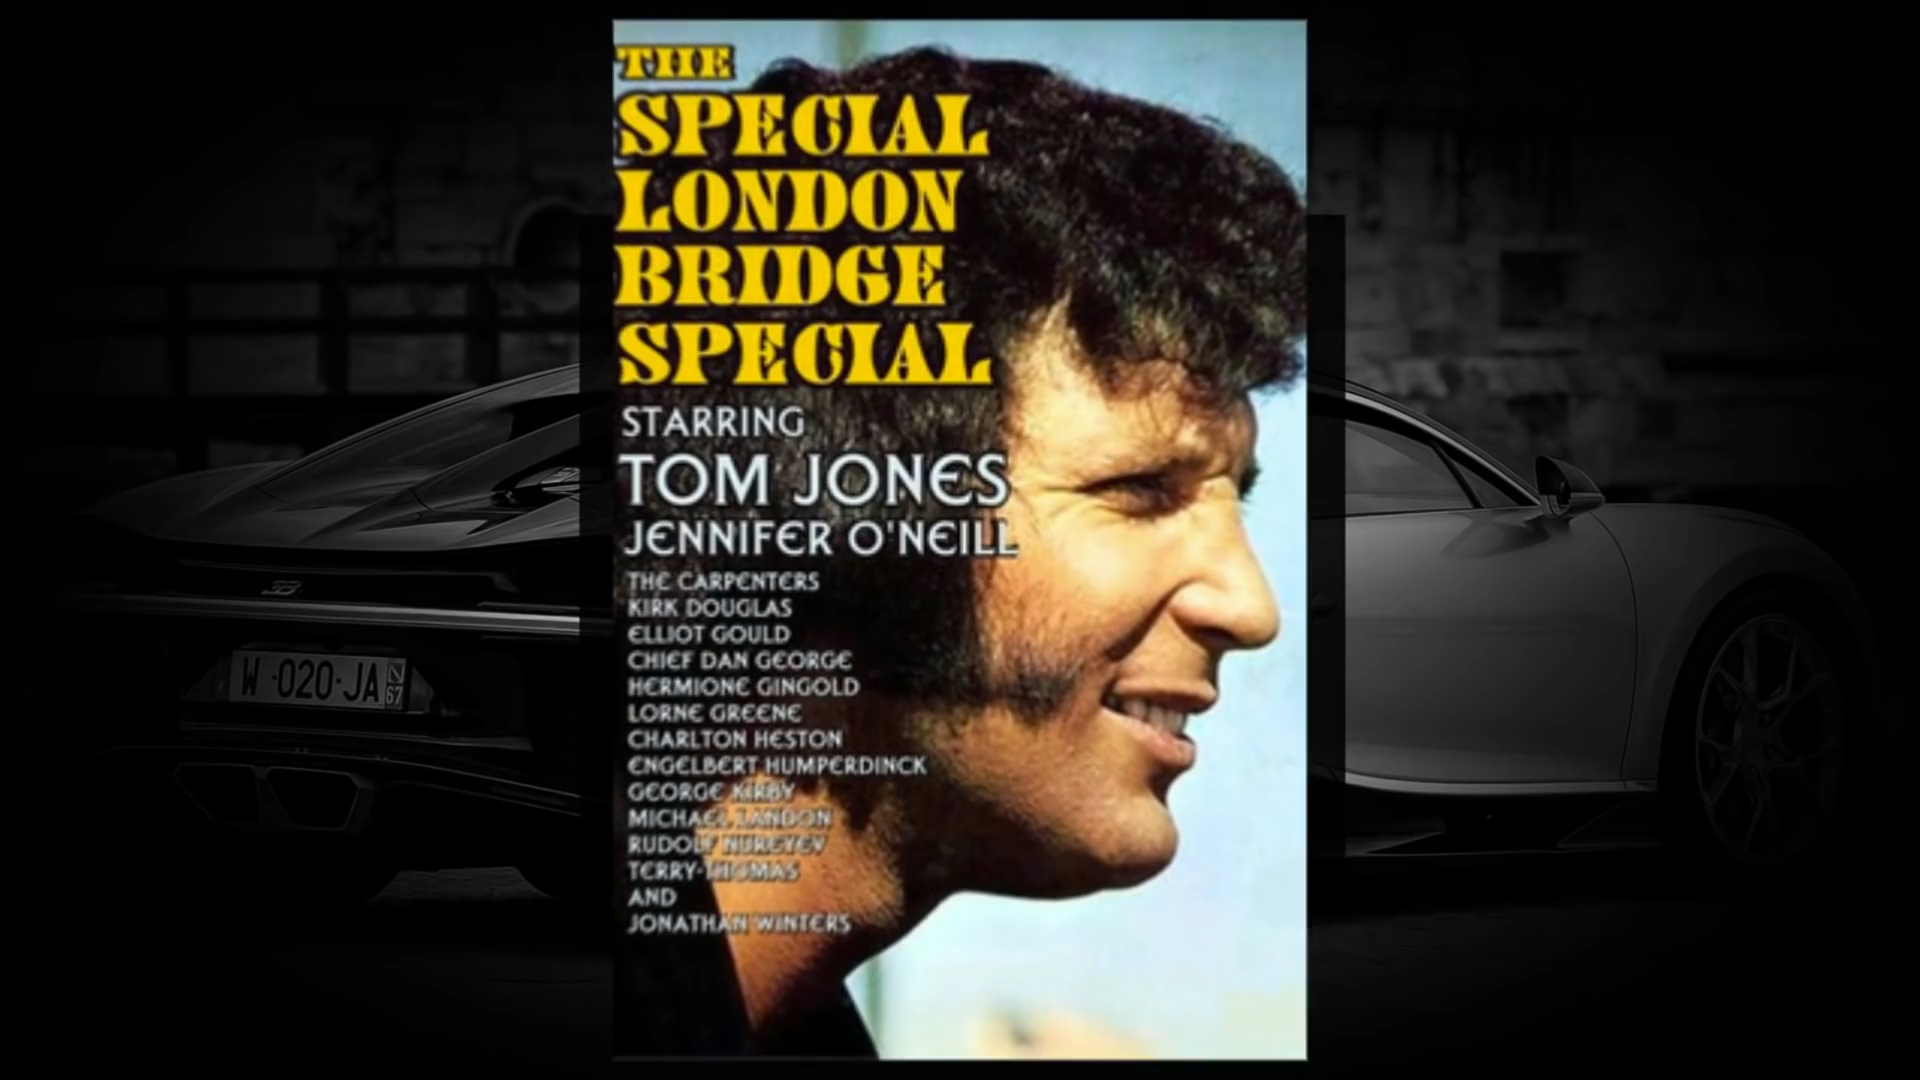 THE
SPECIAL
LONDON
BRIDGE
SPECIAL
STARRING
TOM JONES
JENNIFER O'NEILL
THE CARPENTERS
KIRK DOUGLAS
ELLIOT GOULD
CHIEF DAN GEORGE
HERMIONE GINGOLD
LORNE GREENE
CHARLTON HESTON
ENGELBERT HUMPERDINCK
GEORGE KIRBY
MICHAEL LANDON
RUDOLF NUREYEV
TERRY-THOMAS
AND
JONATHAN WINTERS
W-020-JA
67